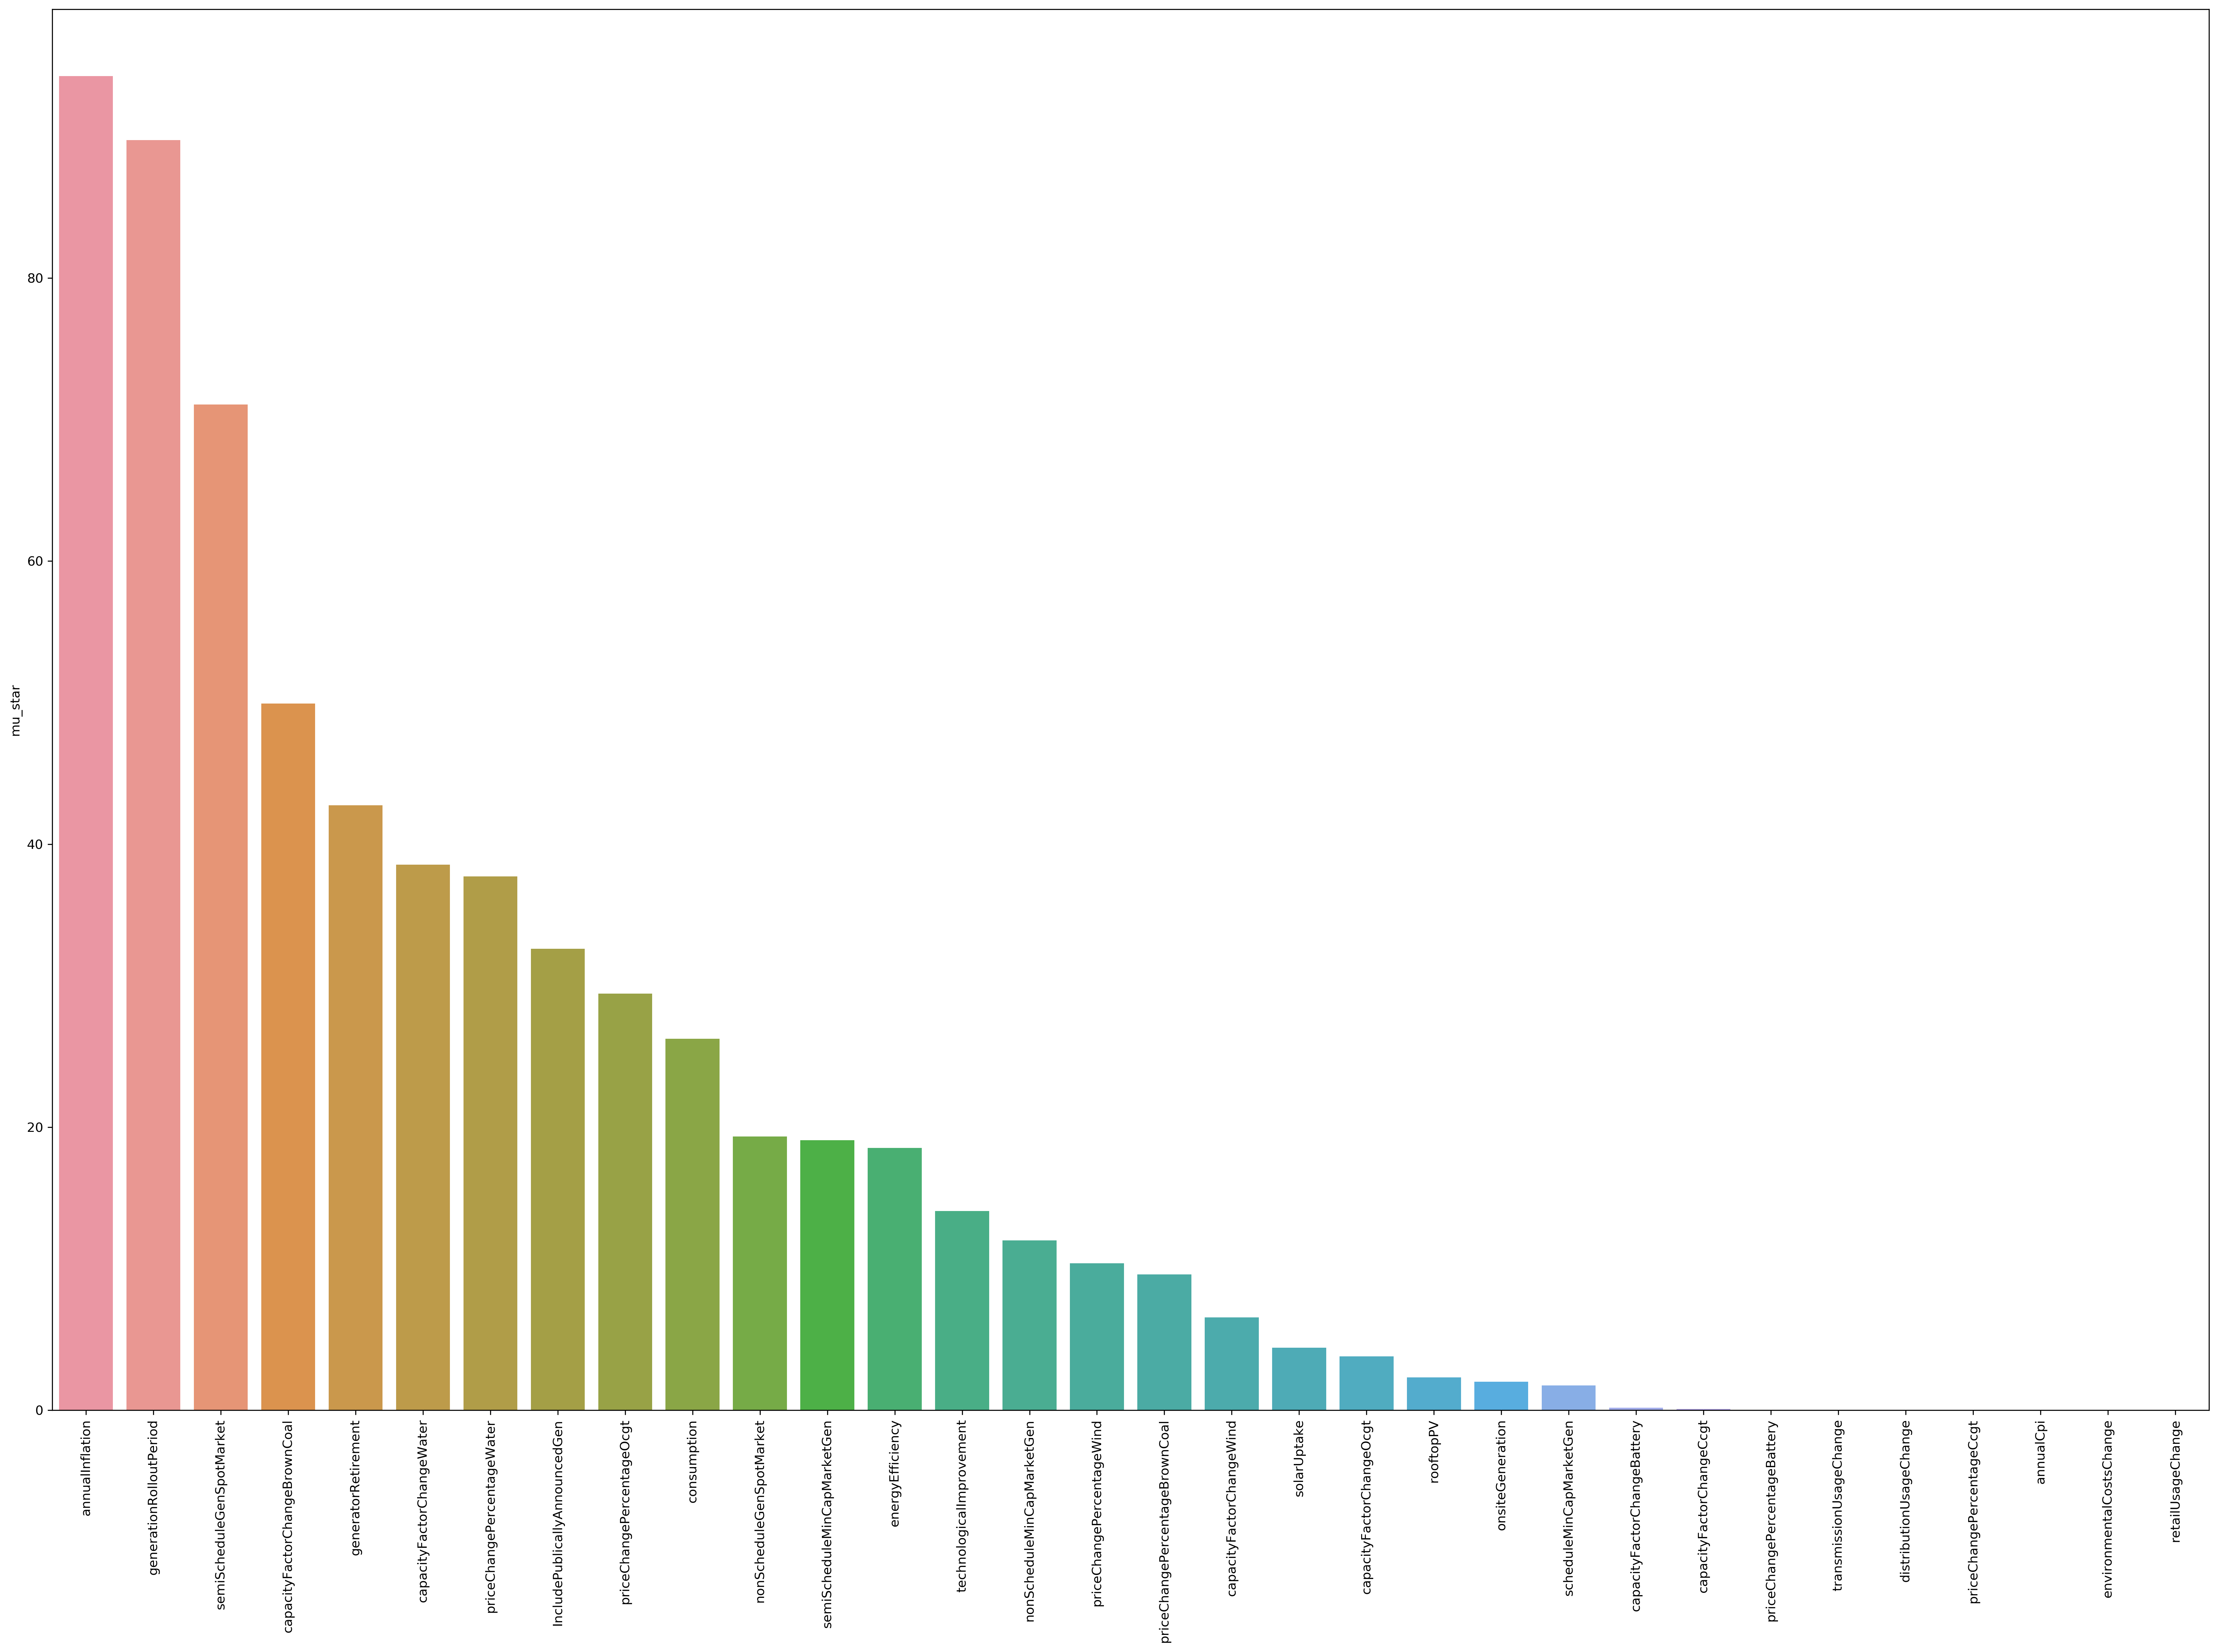 mu_star
80
60
40
20
0
annualInflation
generationRolloutPeriod
semiScheduleGenSpotMarket
capacityFactorChangeBrownCoal
generatorRetirement
capacityFactorChangeWater
priceChangePercentageWater
IncludePublicallyAnnouncedGen
priceChangePercentageOcgt
consumption
nonScheduleGenSpotMarket
semiScheduleMinCapMarketGen
energyEfficiency
technologicalImprovement
nonScheduleMinCapMarketGen
priceChangePercentageWind
priceChangePercentageBrownCoal
capacityFactorChangeWind
solarUptake
capacityFactorChangeOcgt
rooftopPV
onsiteGeneration
scheduleMinCapMarketGen
capacityFactorChangeBattery
capacityFactorChangeCcgt
priceChangePercentageBattery
transmissionUsageChange
distributionUsageChange
priceChangePercentageCcgt
annualCpi
environmentalCostsChange
retailUsageChange